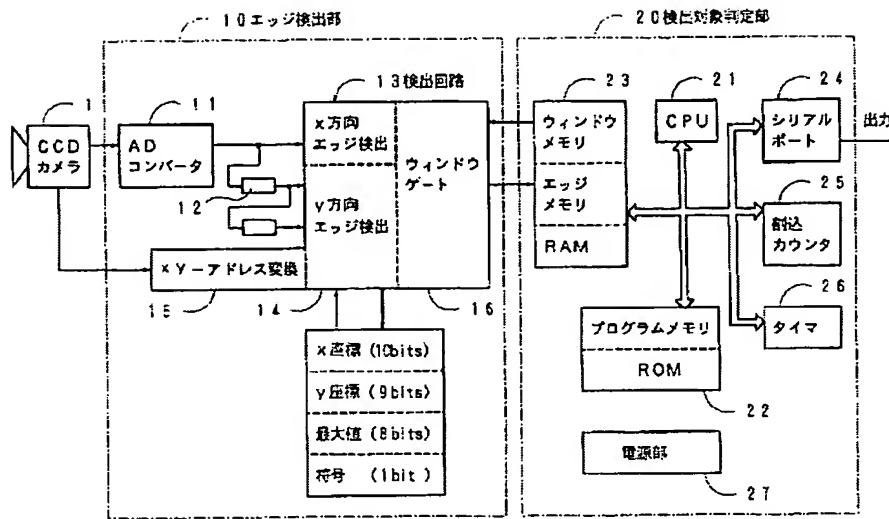 10エッジ検出部
20検出対象判定部
1
11
13検出回路
23
21
24
CCD
カメラ
AD
コンバータ
x方向
エッジ検出
ウィンドウ
ゲート
ウィンドウ
メモリ
CPU
シリアル
ポート
出力
12
y方向
エッジ検出
エッジ
メモリ
RAM
25
割込
カウンタ
xy−アドレス変換
15
14
16
26
タイマ
x座標(10bits)
y座標(9bits)
最大値(8bits)
符号 (1bit)
プログラムメモリ
ROM
22
電源部
27